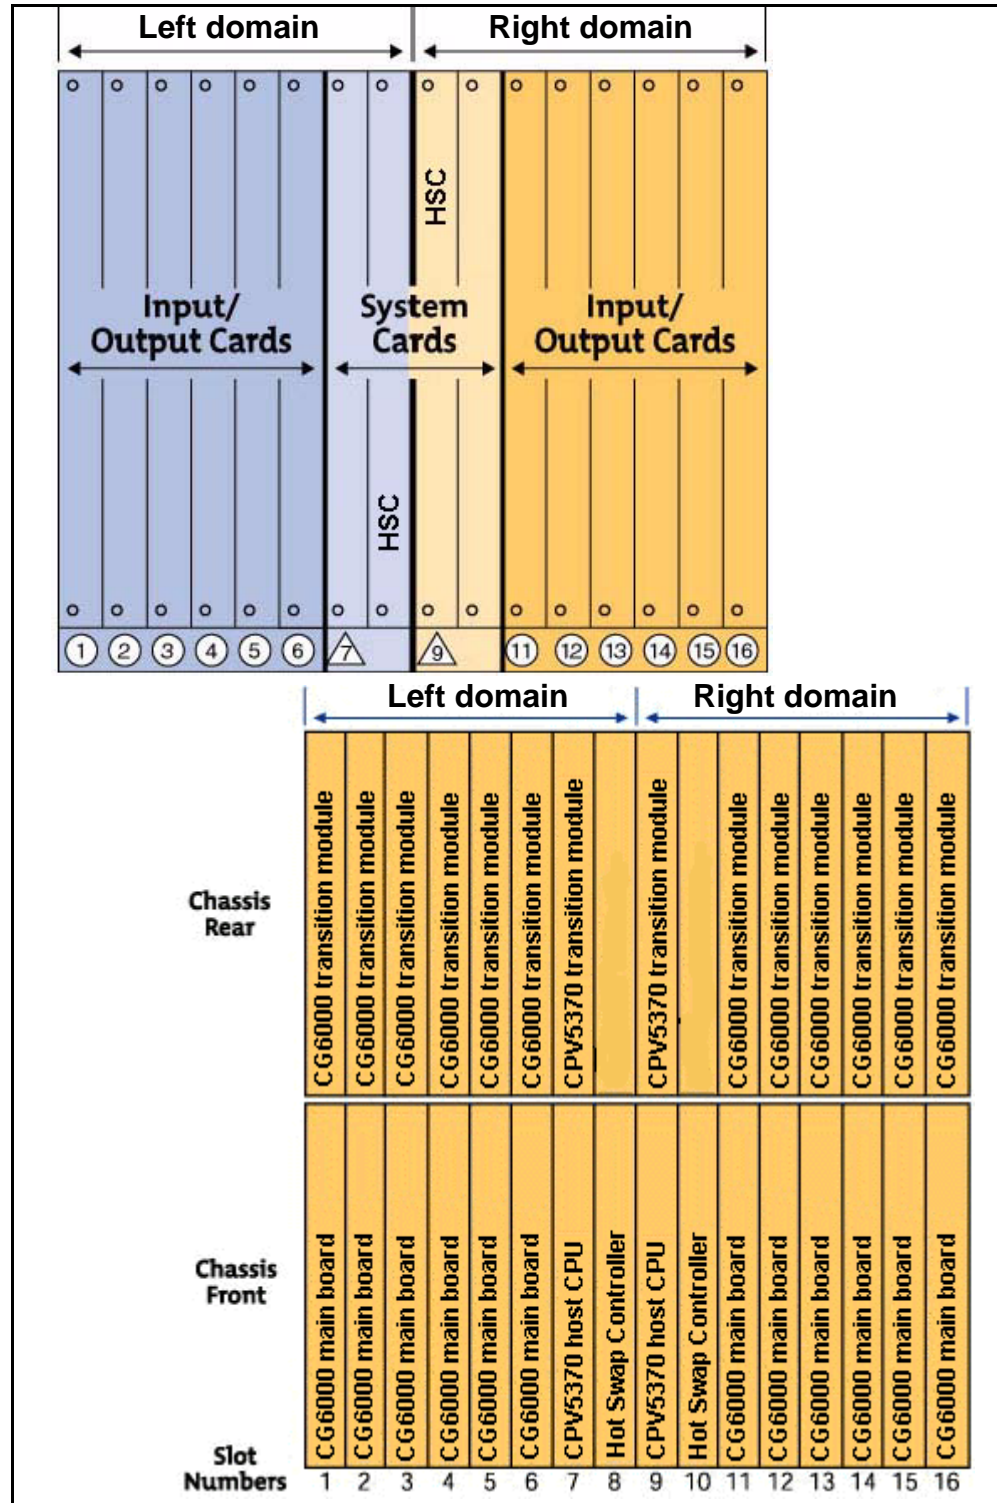 Left domain
Right domain
HSC
Input/
Output Cards
System
Cards
Input/
Output Cards
HSC
1 2 3 4 5 6 7 9 11 12 13 14 15 16
Left domain
Right domain
Chassis
Rear
CG6000 transition module
CG6000 transition module
CG6000 transition module
CG6000 transition module
CG6000 transition module
CG6000 transition module
CPV5370 transition module
CPV5370 transition module
CG6000 transition module
CG6000 transition module
CG6000 transition module
CG6000 transition module
CG6000 transition module
CG6000 transition module
Chassis
Front
CG6000 main board
CG6000 main board
CG6000 main board
CG6000 main board
CG6000 main board
CG6000 main board
CPV5370 host CPU
Hot Swap Controller
CPV5370 host CPU
Hot Swap Controller
CG6000 main board
CG6000 main board
CG6000 main board
CG6000 main board
CG6000 main board
CG6000 main board
Slot
Numbers
1 2 3 4 5 6 7 8 9 10 11 12 13 14 15 16